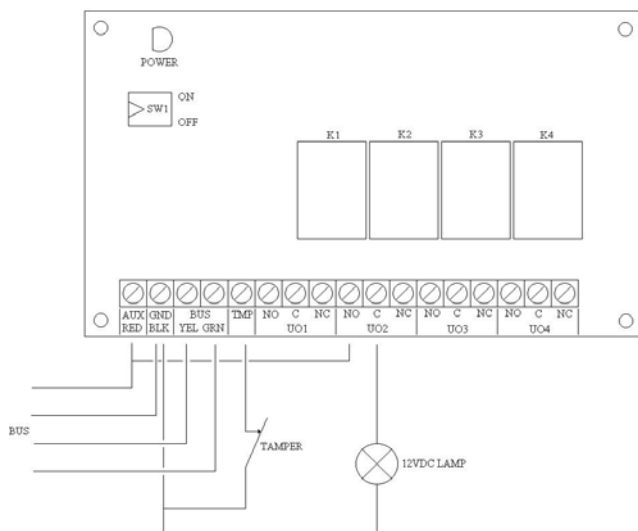 POWER
ON
SW1
OFF
K1 K2 K3 K4
AUX GND BUS TMP NO C NC NO C NC NO C NC NO C NC
RED BLK YEL GRN UO1 UO2 UO3 UO4
BUS
TAMPER
12VDC LAMP